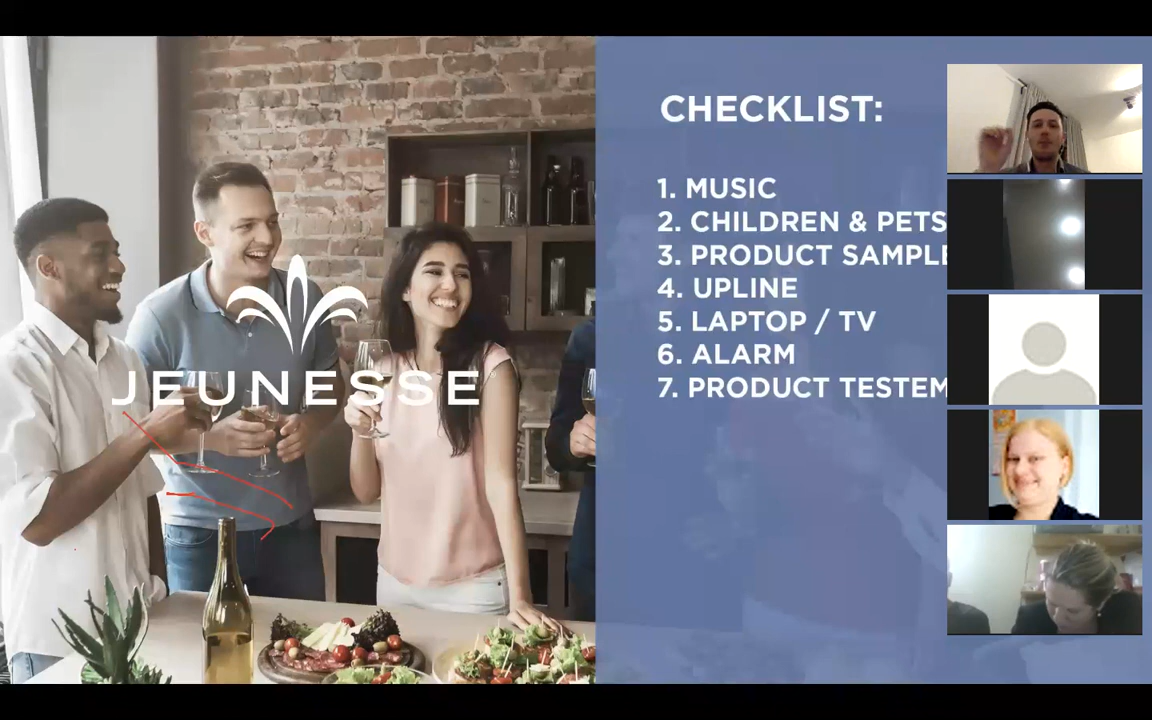 JEUNESSE
CHECKLIST:
1. MUSIC
2. CHILDREN & PETS
3. PRODUCT SAMPLE
4. UPLINE
5. LAPTOP / TV
6. ALARM
7. PRODUCT TESTEM